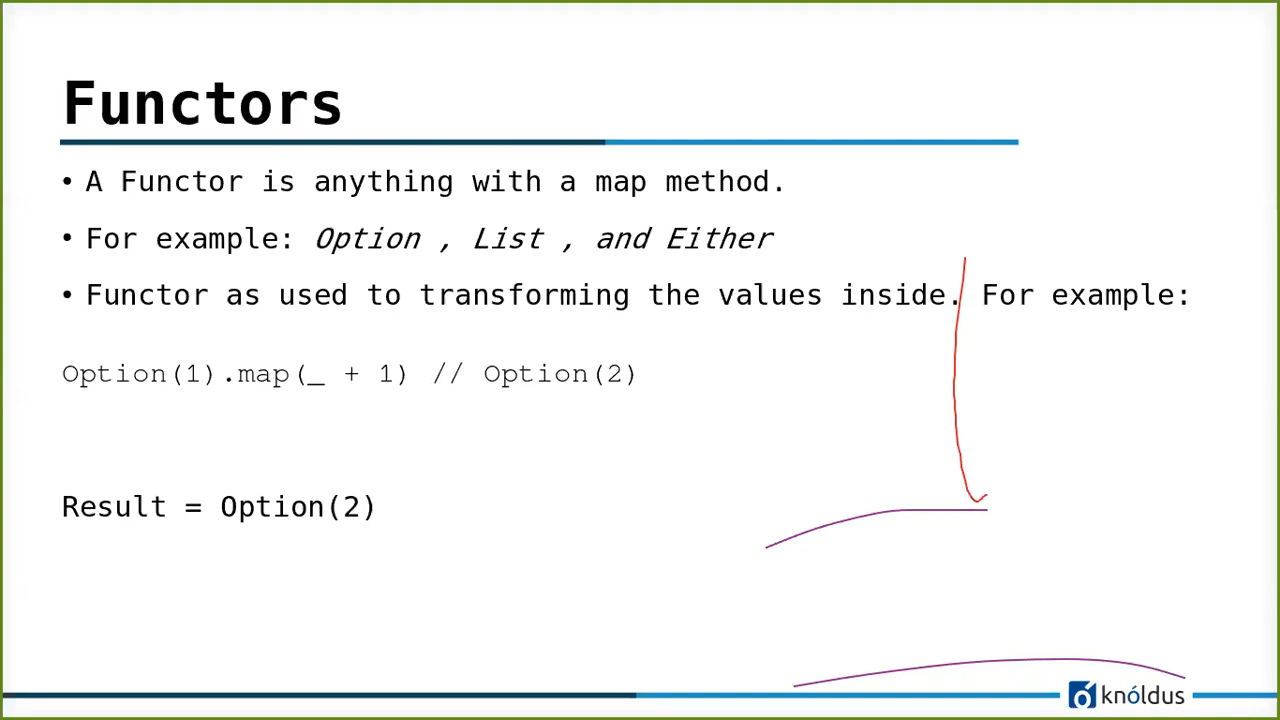 Functors
• A Functor is anything with a map method.
• For example: Option , List , and Either
• Functor as used to transforming the values inside. For example:
Option(1).map(_ + 1) // Option(2)
Result = Option(2)
knóldus